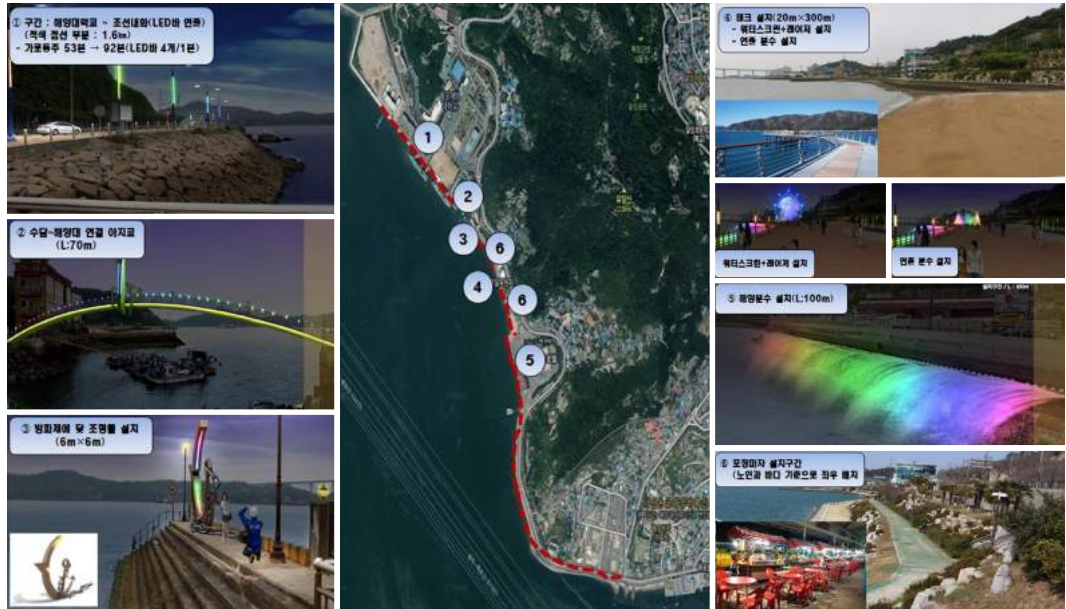 ① 구간 : 해양대학교 ~ 조선내화(LED바 연출)
(적색 점선 부분 : 1.6㎞)
- 가로등주 53본 → 92본(LED바 4개/1본)
② 수협~해양대 연결 아치교
(L:70m)
③ 방파제에 닻 조형물 설치
(6m×6m)
1
2
3
6
4
6
5
④ 데크 설치(20m×300m)
- 워터스크린+레이저 설치
- 연출 분수 설치
워터스크린+레이저 설치
연출 분수 설치
⑤ 해양분수 설치(L:100m)
⑥ 포장마차 설치구간
(노인과 바다 기준으로 좌우 배치